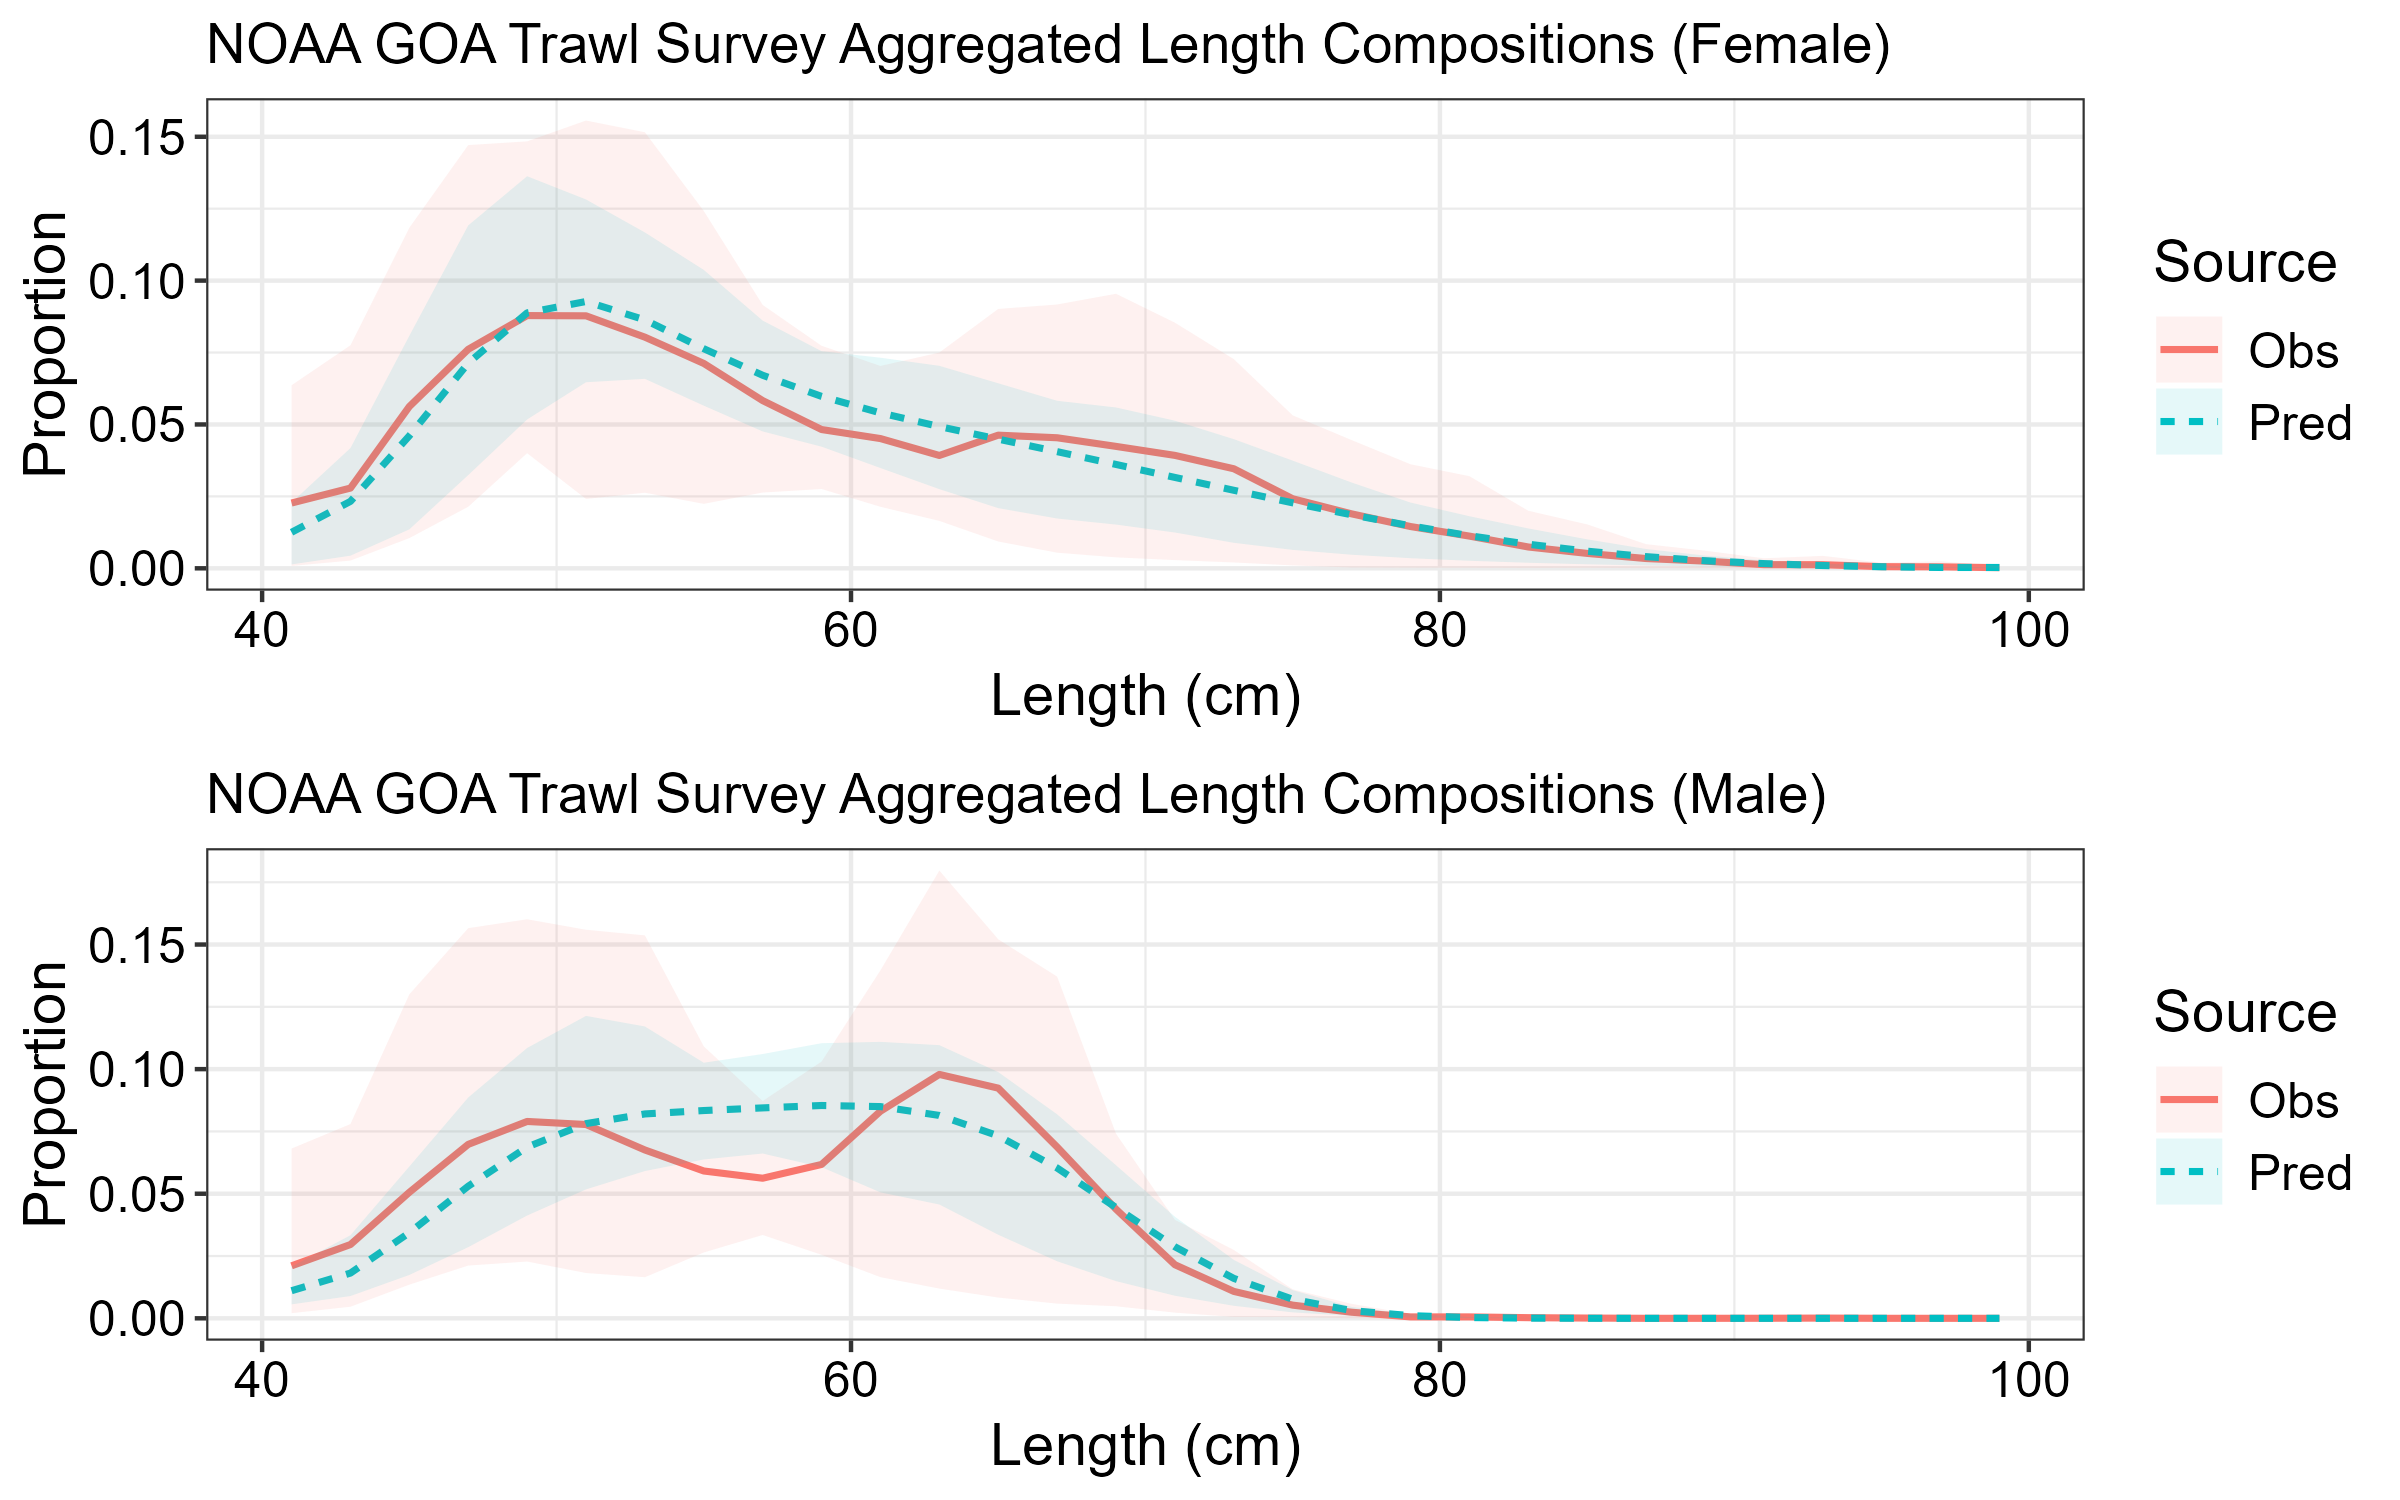 NOAA GOA Trawl Survey Aggregated Length Compositions (Female)
0.15
0.10
0.05
0.00
Proportion
40 60 80 100
Length (cm)
Source
Obs
Pred
NOAA GOA Trawl Survey Aggregated Length Compositions (Male)
0.15
0.10
0.05
0.00
Proportion
40 60 80 100
Length (cm)
Source
Obs
Pred